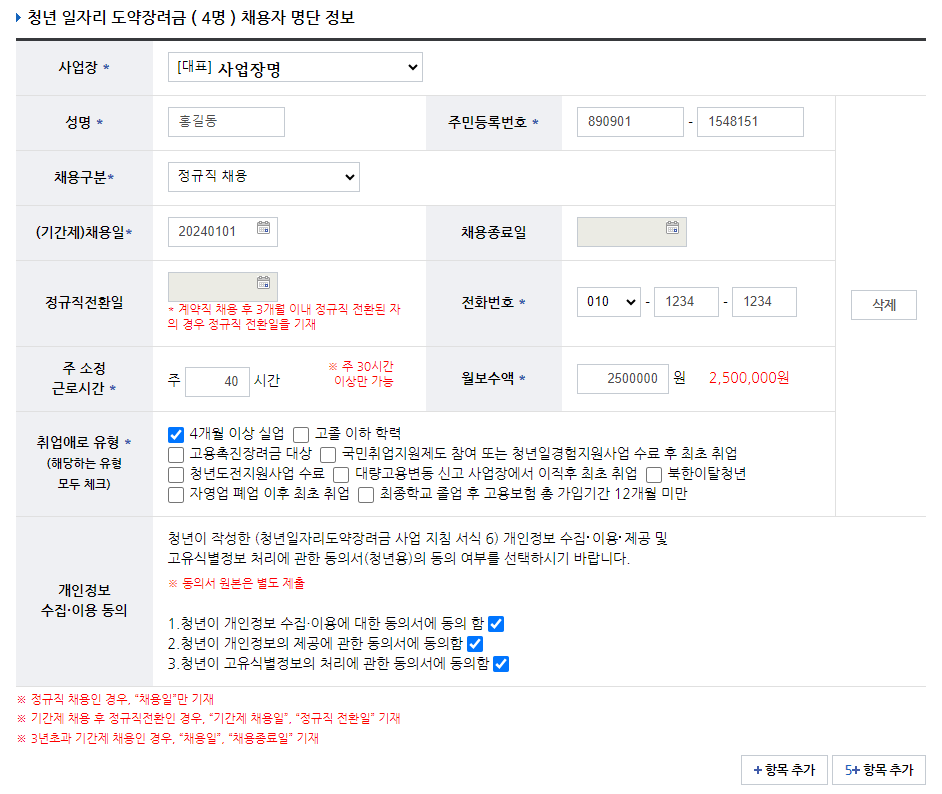 청년 일자리 도약장려금 ( 4명 ) 채용자 명단 정보
사업장 * [대표] 사업장명
성명 * 홍길동 주민등록번호 * 890901 - 1548151
채용구분* 정규직 채용
(기간제)채용일* 20240101 채용종료일
정규직전환일
* 계약직 채용 후 3개월 이내 정규직 전환된 자
의 경우 정규직 전환일을 기재
전화번호 * 010 - 1234 - 1234
삭제
주 소정
근로시간 *
주 40 시간
※ 주 30시간
이상만 가능
월보수액 * 2500000 원 2,500,000원
취업애로 유형 *
(해당하는 유형
모두 체크)
4개월 이상 실업 고졸 이하 학력
고용촉진장려금 대상 국민취업지원제도 참여 또는 청년일경험지원사업 수료 후 최초 취업
청년도전지원사업 수료 대량고용변동 신고 사업장에서 이직후 최초 취업 북한이탈청년
자영업 폐업 이후 최초 취업 최종학교 졸업 후 고용보험 총 가입기간 12개월 미만
개인정보
수집·이용 동의
청년이 작성한 (청년일자리도약장려금 사업 지침 서식 6) 개인정보 수집·이용·제공 및
고유식별정보 처리에 관한 동의서(청년용)의 동의 여부를 선택하시기 바랍니다.
※ 동의서 원본은 별도 제출
1.청년이 개인정보 수집·이용에 대한 동의서에 동의 함
2.청년이 개인정보의 제공에 관한 동의서에 동의함
3.청년이 고유식별정보의 처리에 관한 동의서에 동의함
※ 정규직 채용인 경우, “채용일”만 기재
※ 기간제 채용 후 정규직전환인 경우, “기간제 채용일”, “정규직 전환일” 기재
※ 3년초과 기간제 채용인 경우, “채용일”, “채용종료일” 기재
+ 항목 추가 5+ 항목 추가